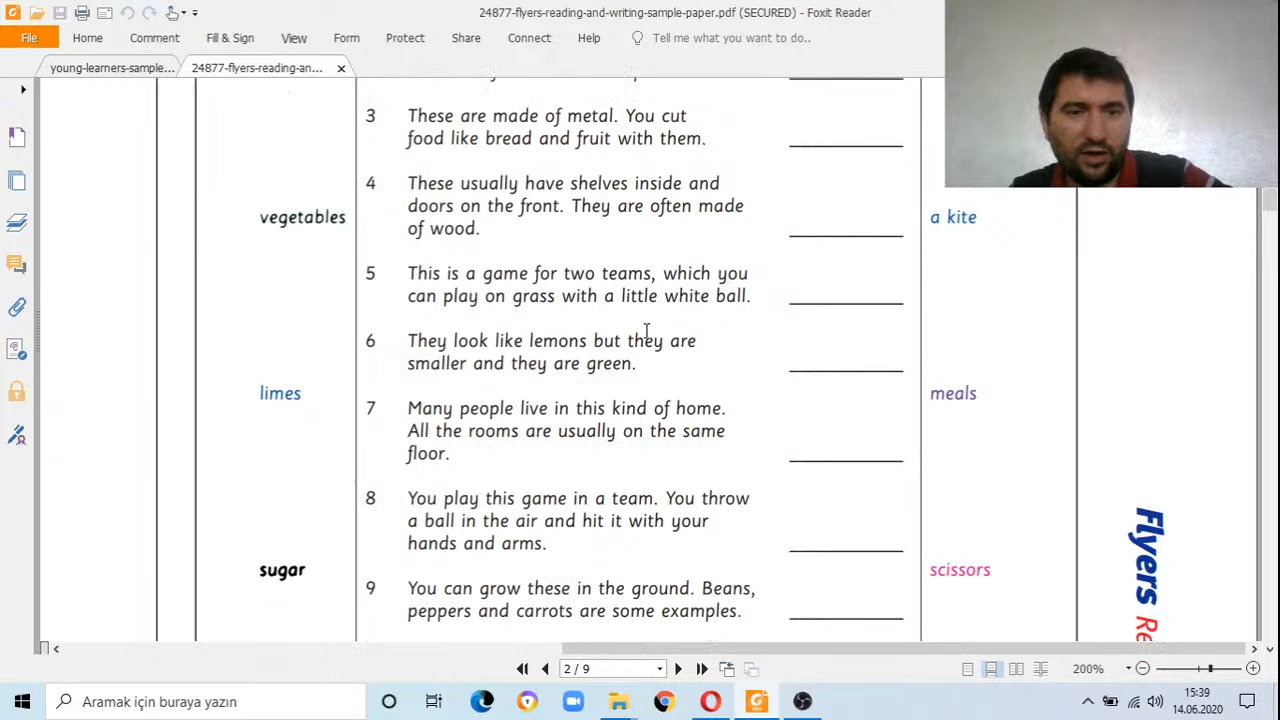 24877-flyers-reading-and-writing-sample-paper.pdf (SECURED) - Foxit Reader
File Home Comment Fill & Sign View Form Protect Share Connect Help Tell me what you want to do..
young-learners-sample... 24877-flyers-reading-an...
3 These are made of metal. You cut
food like bread and fruit with them.
4 These usually have shelves inside and
doors on the front. They are often made
of wood.
vegetables
a kite
5 This is a game for two teams, which you
can play on grass with a little white ball.
6 They look like lemons but they are
smaller and they are green.
limes
meals
7 Many people live in this kind of home.
All the rooms are usually on the same
floor.
8 You play this game in a team. You throw
a ball in the air and hit it with your
hands and arms.
sugar
scissors
9 You can grow these in the ground. Beans,
peppers and carrots are some examples.
Flyers Re
2 / 9
200%
Aramak için buraya yazın
15:39
14.06.2020